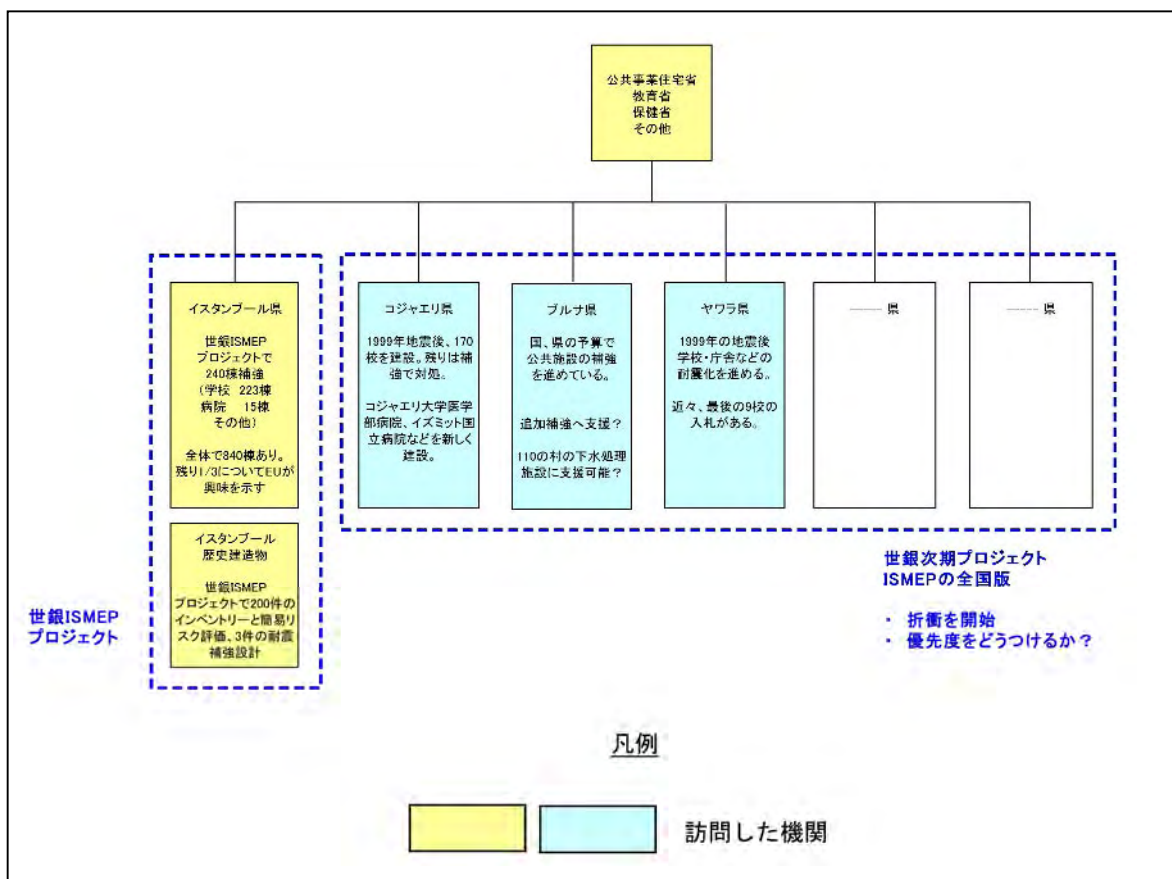 公共事業住宅省
教育省
保健省
その他
イスタンブール県
世銀ISMEP
プロジェクトで
240棟補強
(学校 223棟
病院 15棟
その他)
全体で840棟あり。
残り1/3についてEUが
興味を示す
コジャエリ県
1999年地震後、170
校を建設。残りは補
強で対処。
コジャエリ大学医学
部病院、イズミット国
立病院などを新しく
建設。
ブルナ県
国、県の予算で
公共施設の補強
を進めている。
追加補強へ支援?
110の村の下水処理
施設に支援可能?
ヤワラ県
1999年の地震後
学校・庁舎などの
耐震化を進める。
近々、最後の9校の
入札がある。
------ 県
------ 県
イスタンブール
歴史建造物
世銀ISMEP
プロジェクトで200件の
インベントリーと簡易リ
スク評価、3件の耐震
補強設計
世銀ISMEP
プロジェクト
世銀次期プロジェクト
ISMEPの全国版
・ 折衝を開始
・ 優先度をどうつけるか?
凡例
訪問した機関